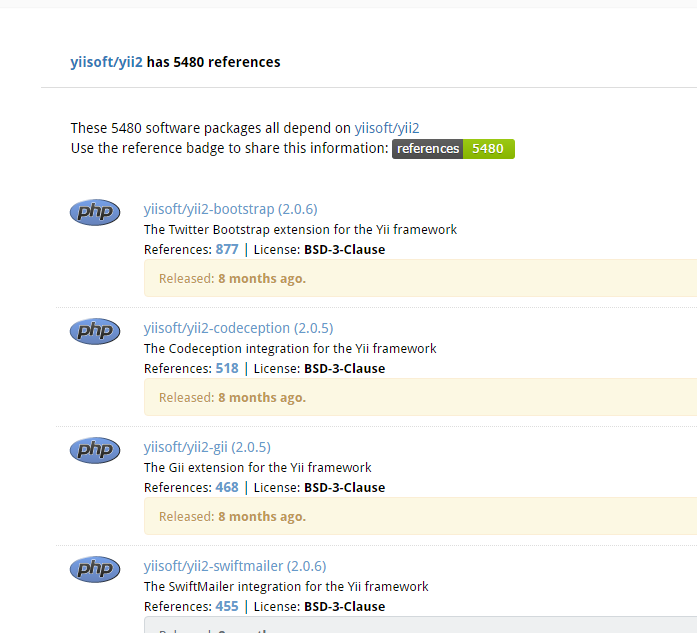 yiisoft/yii2 has 5480 references
These 5480 software packages all depend on yiisoft/yii2
Use the reference badge to share this information: references 5480
php
yiisoft/yii2-bootstrap (2.0.6)
The Twitter Bootstrap extension for the Yii framework
References: 877 | License: BSD-3-Clause
Released: 8 months ago.
php
yiisoft/yii2-codeception (2.0.5)
The Codeception integration for the Yii framework
References: 518 | License: BSD-3-Clause
Released: 8 months ago.
php
yiisoft/yii2-gii (2.0.5)
The Gii extension for the Yii framework
References: 468 | License: BSD-3-Clause
Released: 8 months ago.
php
yiisoft/yii2-swiftmailer (2.0.6)
The SwiftMailer integration for the Yii framework
References: 455 | License: BSD-3-Clause